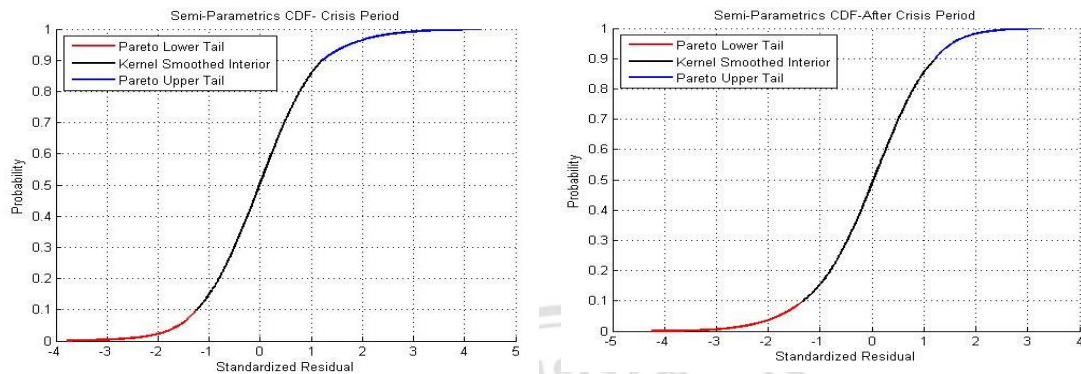 Semi-Parametrics CDF- Crisis Period
Pareto Lower Tail
Kernel Smoothed Interior
Pareto Upper Tail
Probability
1
0.9
0.8
0.7
0.6
0.5
0.4
0.3
0.2
0.1
0
-4 -3 -2 -1 0 1 2 3 4 5
Standardized Residual
Semi-Parametrics CDF-After Crisis Period
Pareto Lower Tail
Kernel Smoothed Interior
Pareto Upper Tail
Probability
1
0.9
0.8
0.7
0.6
0.5
0.4
0.3
0.2
0.1
0
-5 -4 -3 -2 -1 0 1 2 3 4
Standardized Residual